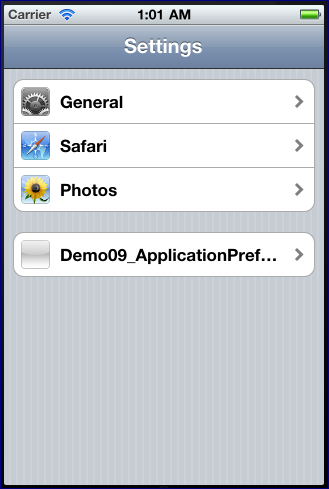 Carrier 1:01 AM
Settings
General
Safari
Photos
Demo09_ApplicationPref...